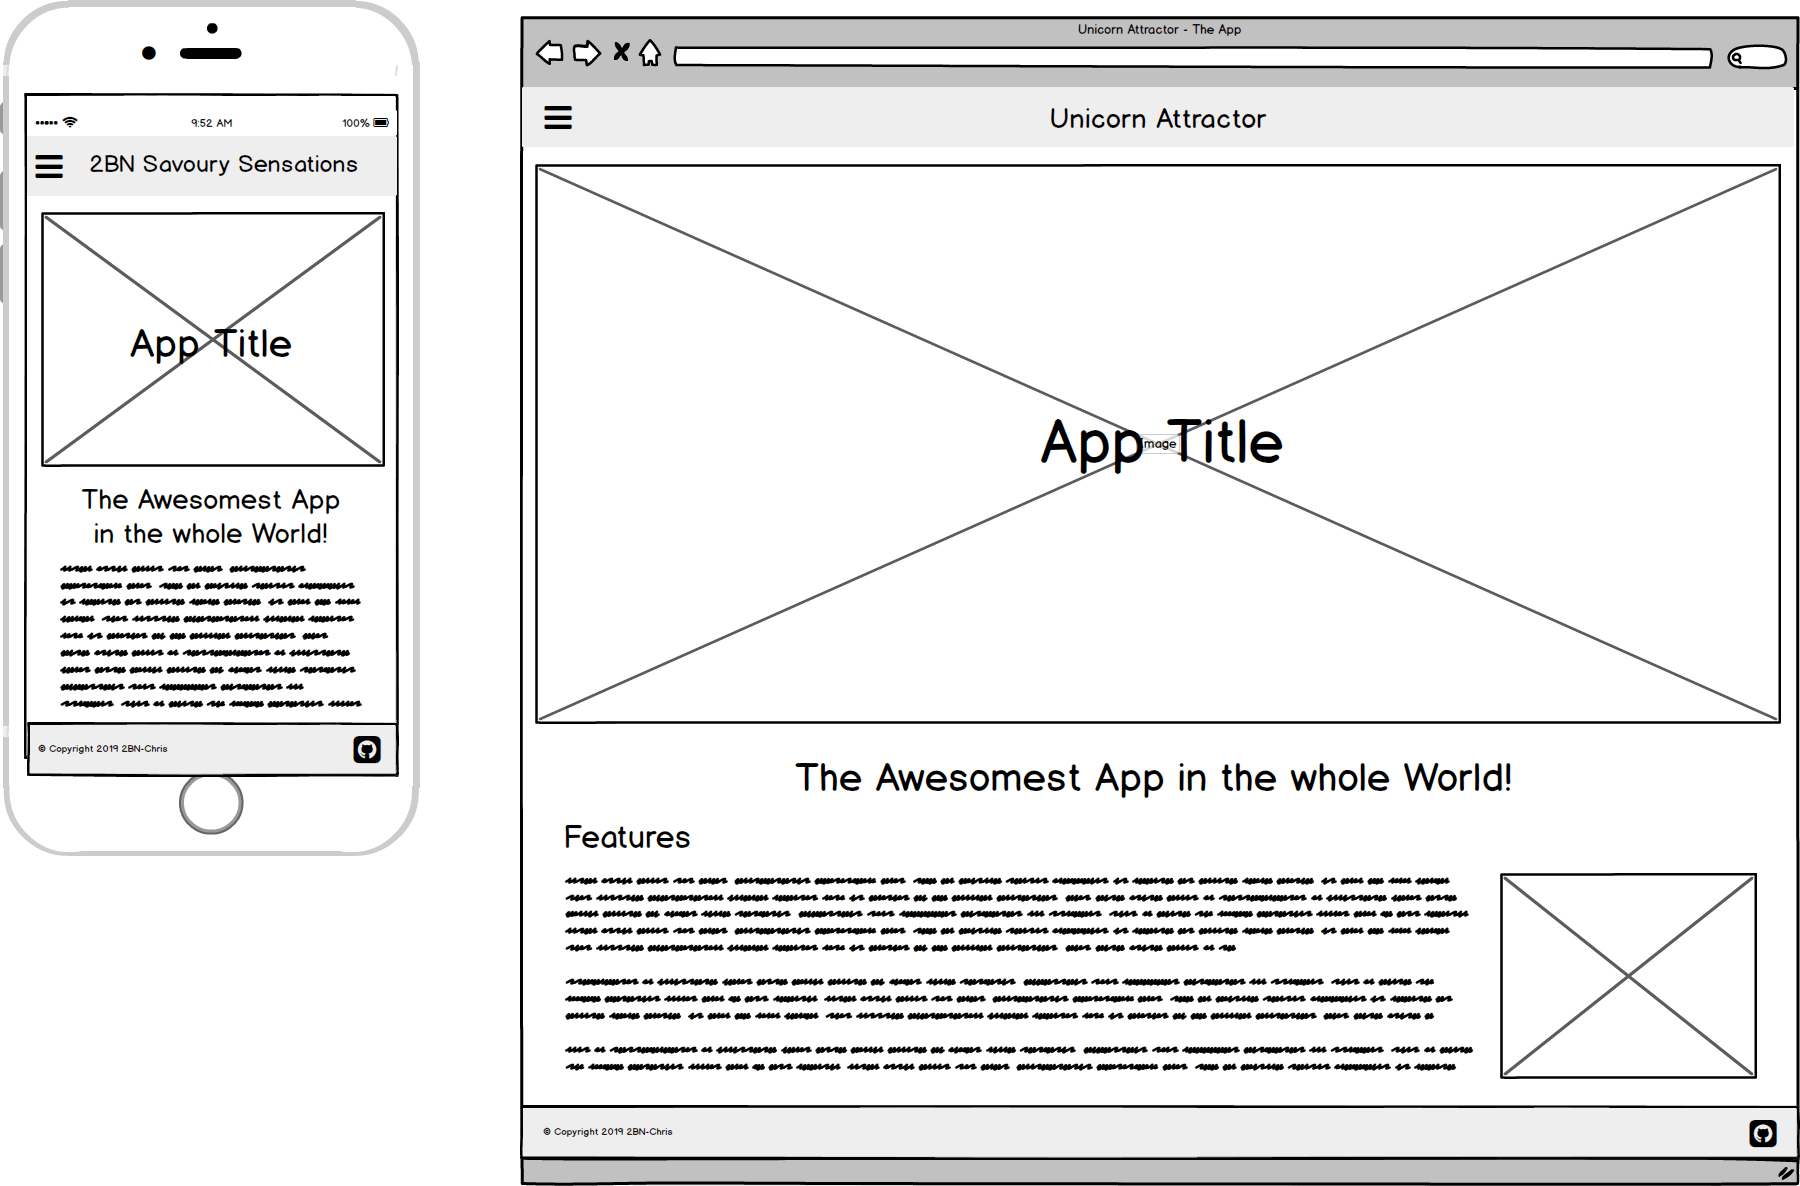 9:52 AM
100%
2BN Savoury Sensations
App Title
The Awesomest App
in the whole World!
© Copyright 2019 2BN-Chris
Unicorn Attractor - The App
Unicorn Attractor
App Title
Image
The Awesomest App in the whole World!
Features
© Copyright 2019 2BN-Chris